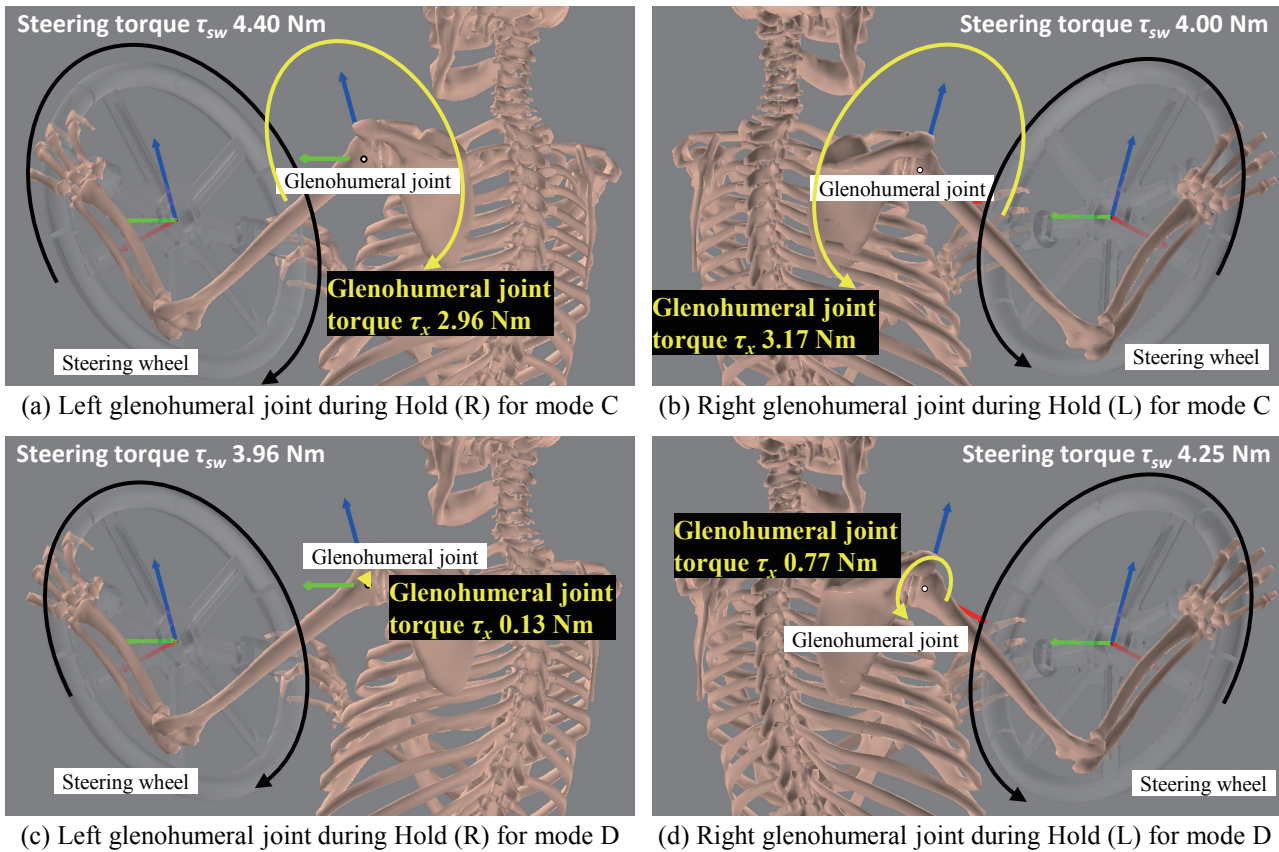 Steering torque τsw 4.40 Nm
Glenohumeral joint
Glenohumeral joint
torque τx 2.96 Nm
Steering wheel
(a) Left glenohumeral joint during Hold (R) for mode C
Steering torque τsw 4.00 Nm
Glenohumeral joint
Glenohumeral joint
torque τx 3.17 Nm
Steering wheel
(b) Right glenohumeral joint during Hold (L) for mode C
Steering torque τsw 3.96 Nm
Glenohumeral joint
Glenohumeral joint
torque τx 0.13 Nm
Steering wheel
(c) Left glenohumeral joint during Hold (R) for mode D
Steering torque τsw 4.25 Nm
Glenohumeral joint
torque τx 0.77 Nm
Glenohumeral joint
Steering wheel
(d) Right glenohumeral joint during Hold (L) for mode D